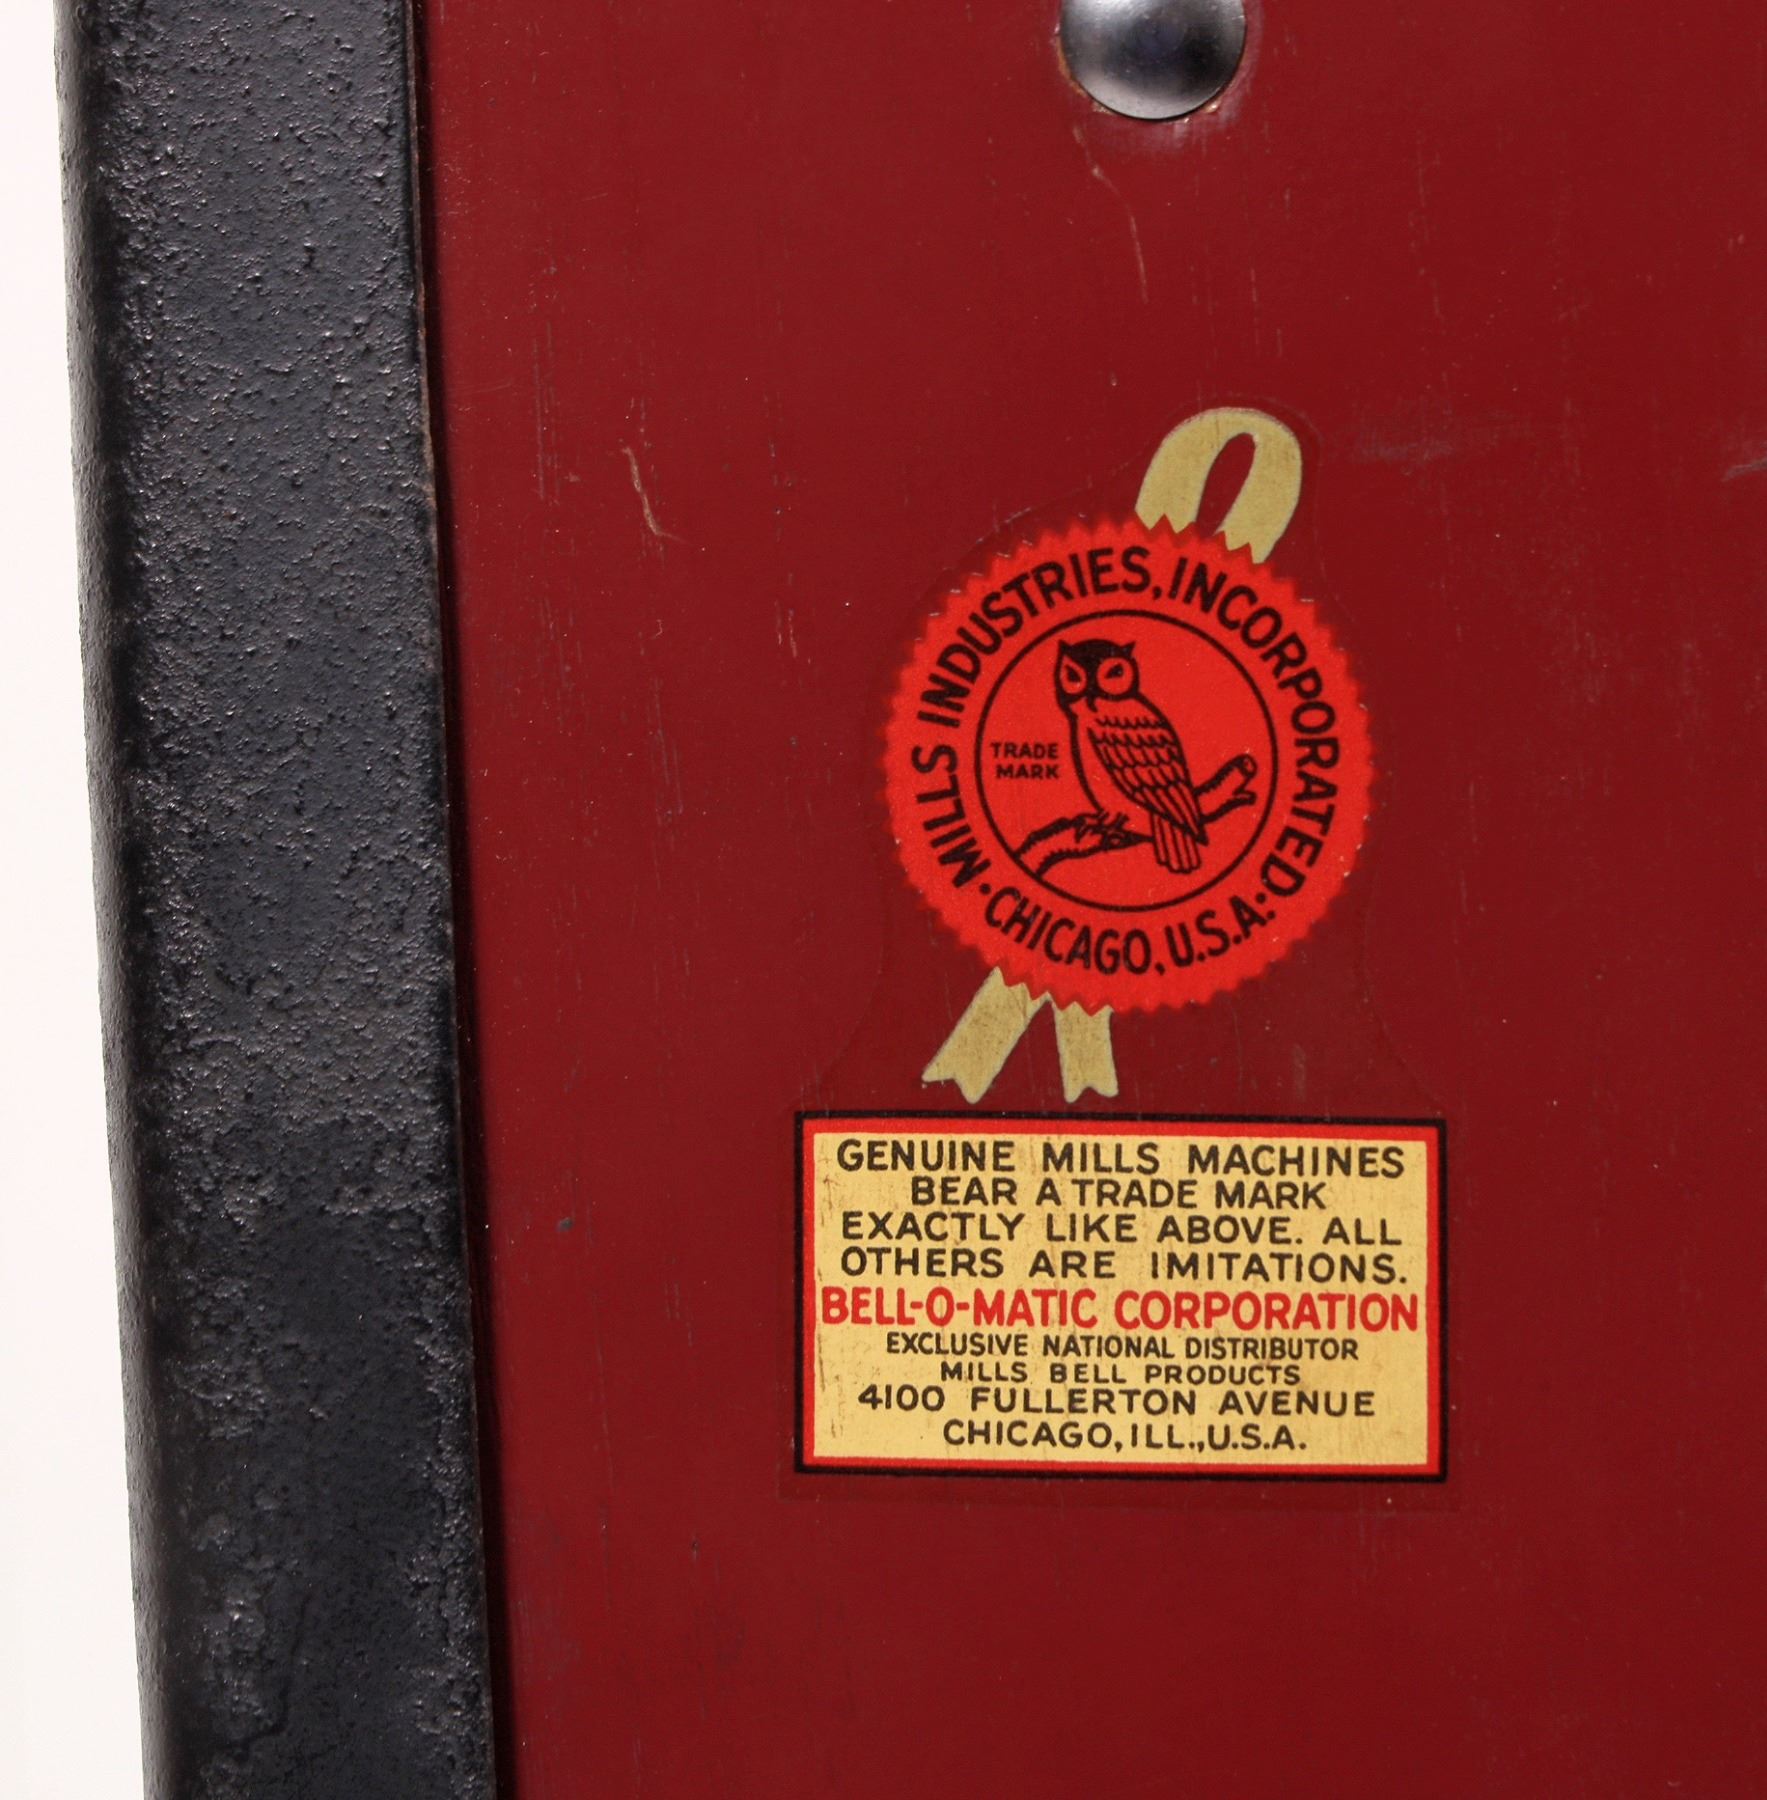 MILLS INDUSTRIES, INCORPORATED.
CHICAGO, U.S.A.
TRADE
MARK
GENUINE MILLS MACHINES
BEAR A TRADE MARK
EXACTLY LIKE ABOVE. ALL
OTHERS ARE IMITATIONS.
BELL-O-MATIC CORPORATION
EXCLUSIVE NATIONAL DISTRIBUTOR
MILLS BELL PRODUCTS
4100 FULLERTON AVENUE
CHICAGO, ILL., U.S.A.